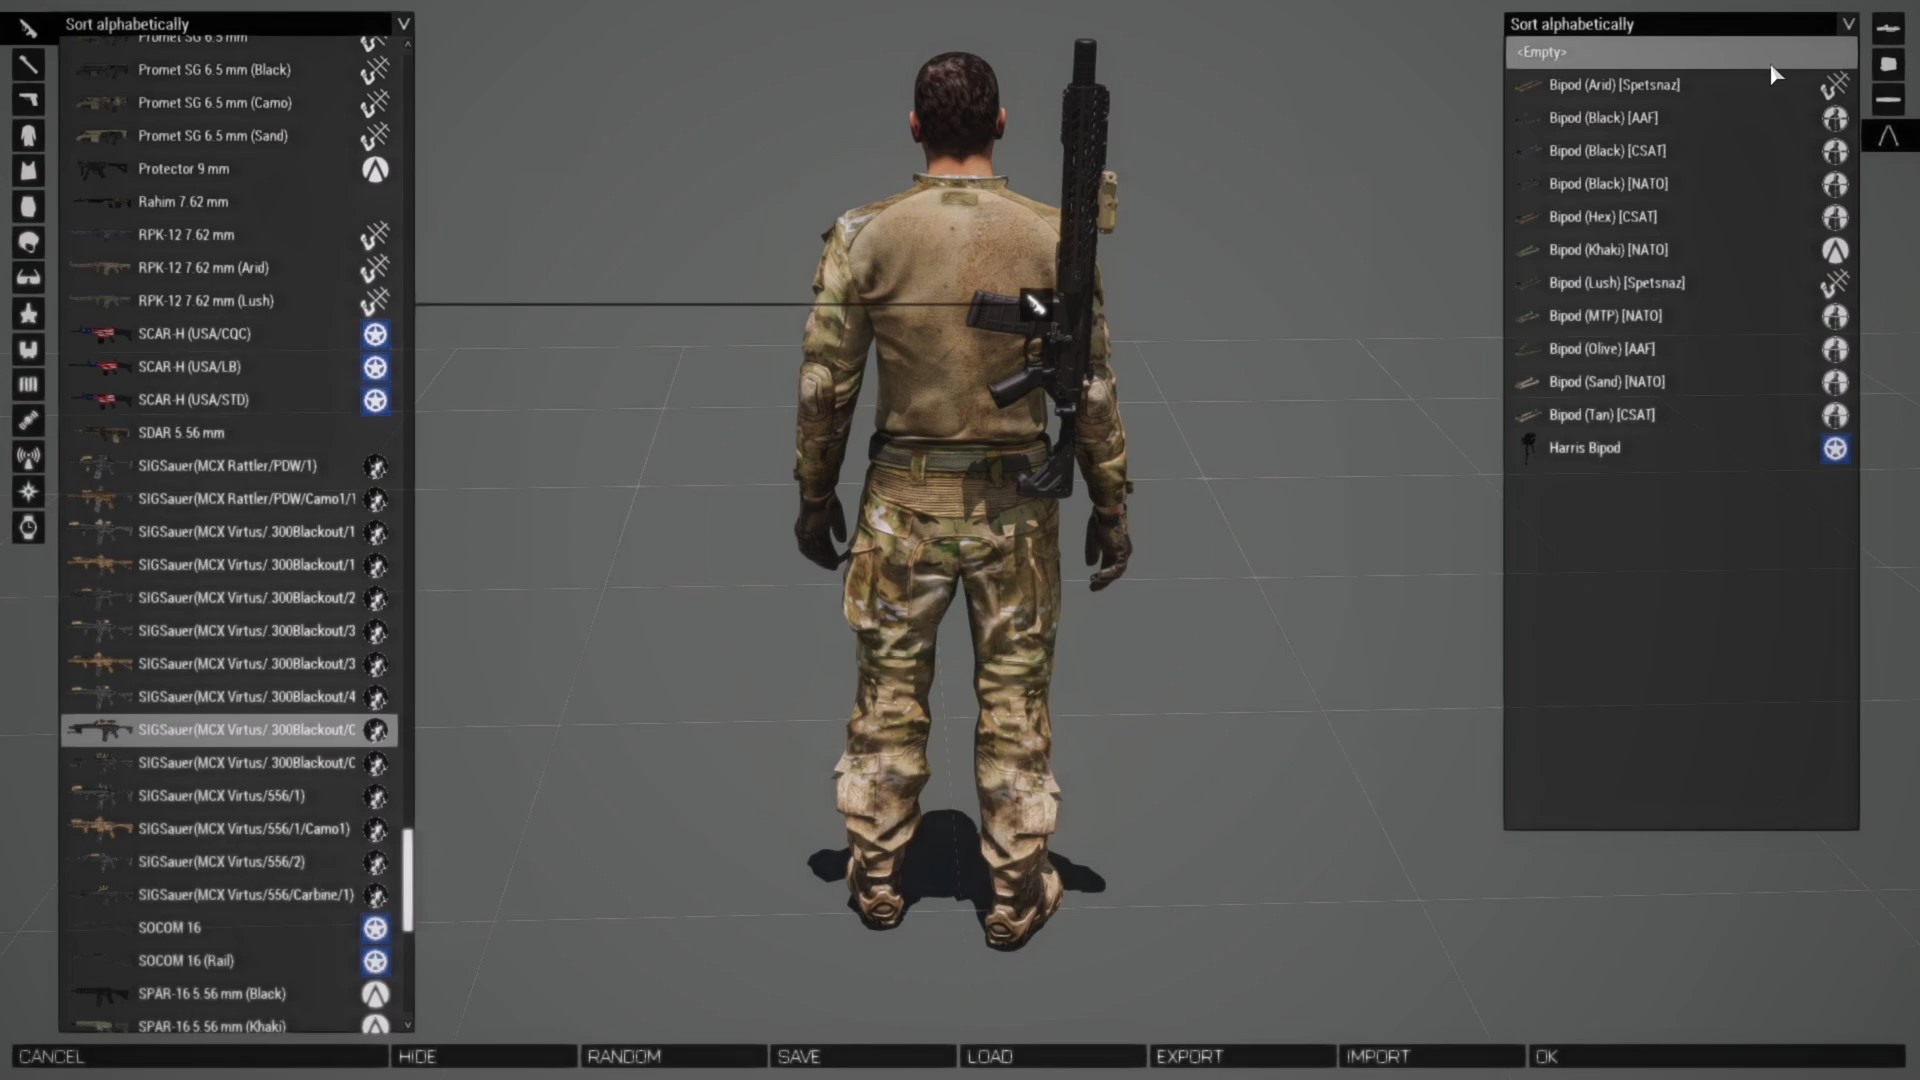 Sort alphabetically
Promet SG 6.5 mm
Promet SG 6.5 mm (Black)
Promet SG 6.5 mm (Camo)
Promet SG 6.5 mm (Sand)
Protector 9 mm
Rahim 7.62 mm
RPK-12 7.62 mm
RPK-12 7.62 mm (Arid)
RPK-12 7.62 mm (Lush)
SCAR-H (USA/CQC)
SCAR-H (USA/LB)
SCAR-H (USA/STD)
SDAR 5.56 mm
SIGSauer(MCX Rattler/PDW/1)
SIGSauer(MCX Rattler/PDW/Camo1/1
SIGSauer(MCX Virtus/.300Blackout/1
SIGSauer(MCX Virtus/.300Blackout/1
SIGSauer(MCX Virtus/.300Blackout/2
SIGSauer(MCX Virtus/.300Blackout/3
SIGSauer(MCX Virtus/.300Blackout/3
SIGSauer(MCX Virtus/.300Blackout/4
SIGSauer(MCX Virtus/.300Blackout/C
SIGSauer(MCX Virtus/.300Blackout/C
SIGSauer(MCX Virtus/556/1)
SIGSauer(MCX Virtus/556/1/Camo1)
SIGSauer(MCX Virtus/556/2)
SIGSauer(MCX Virtus/556/Carbine/1)
SOCOM 16
SOCOM 16 (Rail)
SPAR-16 5.56 mm (Black)
SPAR-16 5.56 mm (Khaki)
Sort alphabetically
<Empty>
Bipod (Arid) [Spetsnaz]
Bipod (Black) [AAF]
Bipod (Black) [CSAT]
Bipod (Black) [NATO]
Bipod (Hex) [CSAT]
Bipod (Khaki) [NATO]
Bipod (Lush) [Spetsnaz]
Bipod (MTP) [NATO]
Bipod (Olive) [AAF]
Bipod (Sand) [NATO]
Bipod (Tan) [CSAT]
Harris Bipod
CANCEL
HIDE
RANDOM
SAVE
LOAD
EXPORT
IMPORT
OK